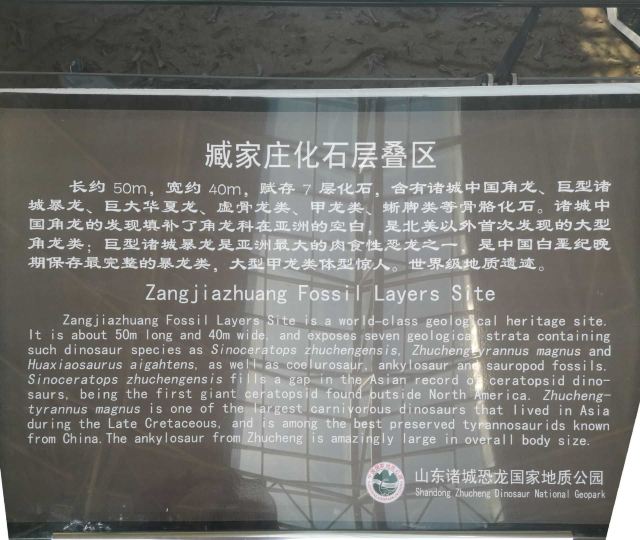 臧家庄化石层叠区
长约 50m，宽约 40m，赋存 7 层化石，含有诸城中国角龙、巨型诸
城暴龙、巨大华夏龙、虚骨龙类、甲龙类、蜥脚类等骨骼化石。诸城中
国角龙的发现填补了角龙科在亚洲的空白，是北美以外首次发现的大型
角龙类；巨型诸城暴龙是亚洲最大的肉食性恐龙之一，是中国白垩纪晚
期保存最完整的暴龙类，大型甲龙类体型惊人。世界级地质遗迹。
Zangjiazhuang Fossil Layers Site
Zangjiazhuang Fossil Layers Site is a world-class geological heritage site.
It is about 50m long and 40m wide, and exposes seven geological strata containing
such dinosaur species as Sinoceratops zhuchengensis, Zhuchengtyrannus magnus and
Huaxiaosaurus aigahtens, as well as coelurosaur, ankylosaur and sauropod fossils.
Sinoceratops zhuchengensis fills a gap in the Asian record of ceratopsid dino-
saurs, being the first giant ceratopsid found outside North America. Zhucheng-
tyrannus magnus is one of the largest carnivorous dinosaurs that lived in Asia
during the Late Cretaceous, and is among the best preserved tyrannosaurids known
from China. The ankylosaur from Zhucheng is amazingly large in overall body size.
山东诸城恐龙国家地质公园
Shandong Zhucheng Dinosaur National Geopark